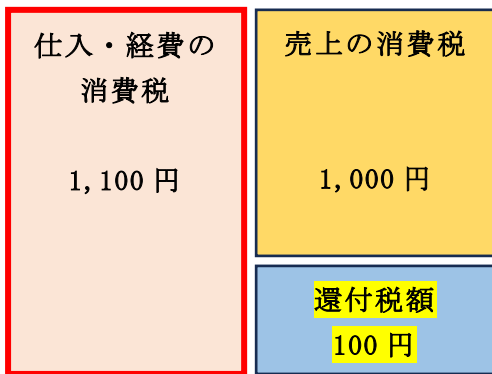 仕入・経費の
消費税
1,100 円
売上の消費税
1,000 円
還付税額
100 円